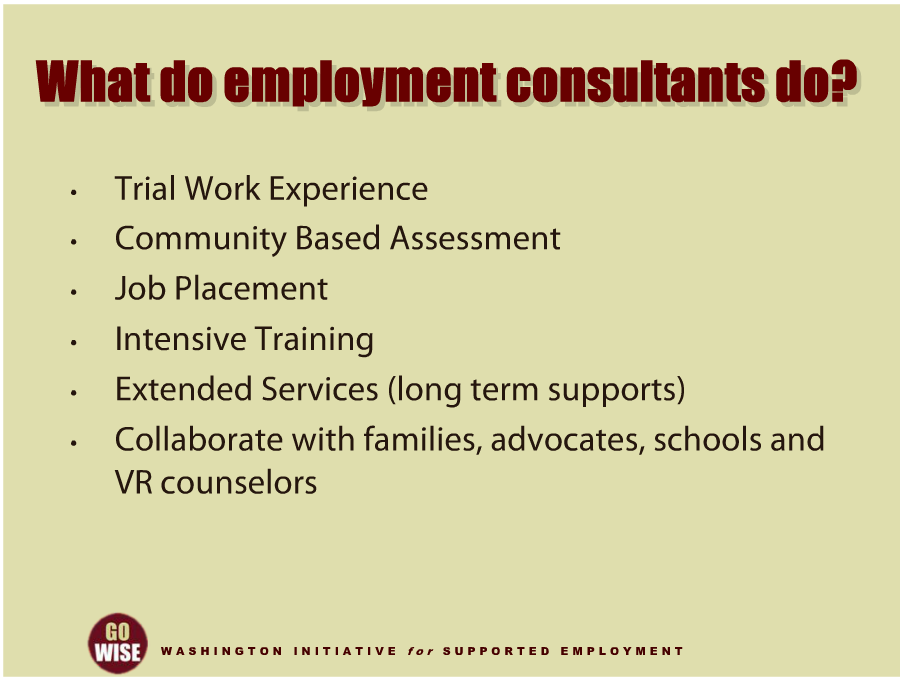 What do employment consultants do?
• Trial Work Experience
• Community Based Assessment
• Job Placement
• Intensive Training
• Extended Services (long term supports)
• Collaborate with families, advocates, schools and
VR counselors
GO
WISE
WASHINGTON INITIATIVE for SUPPORTED EMPLOYMENT